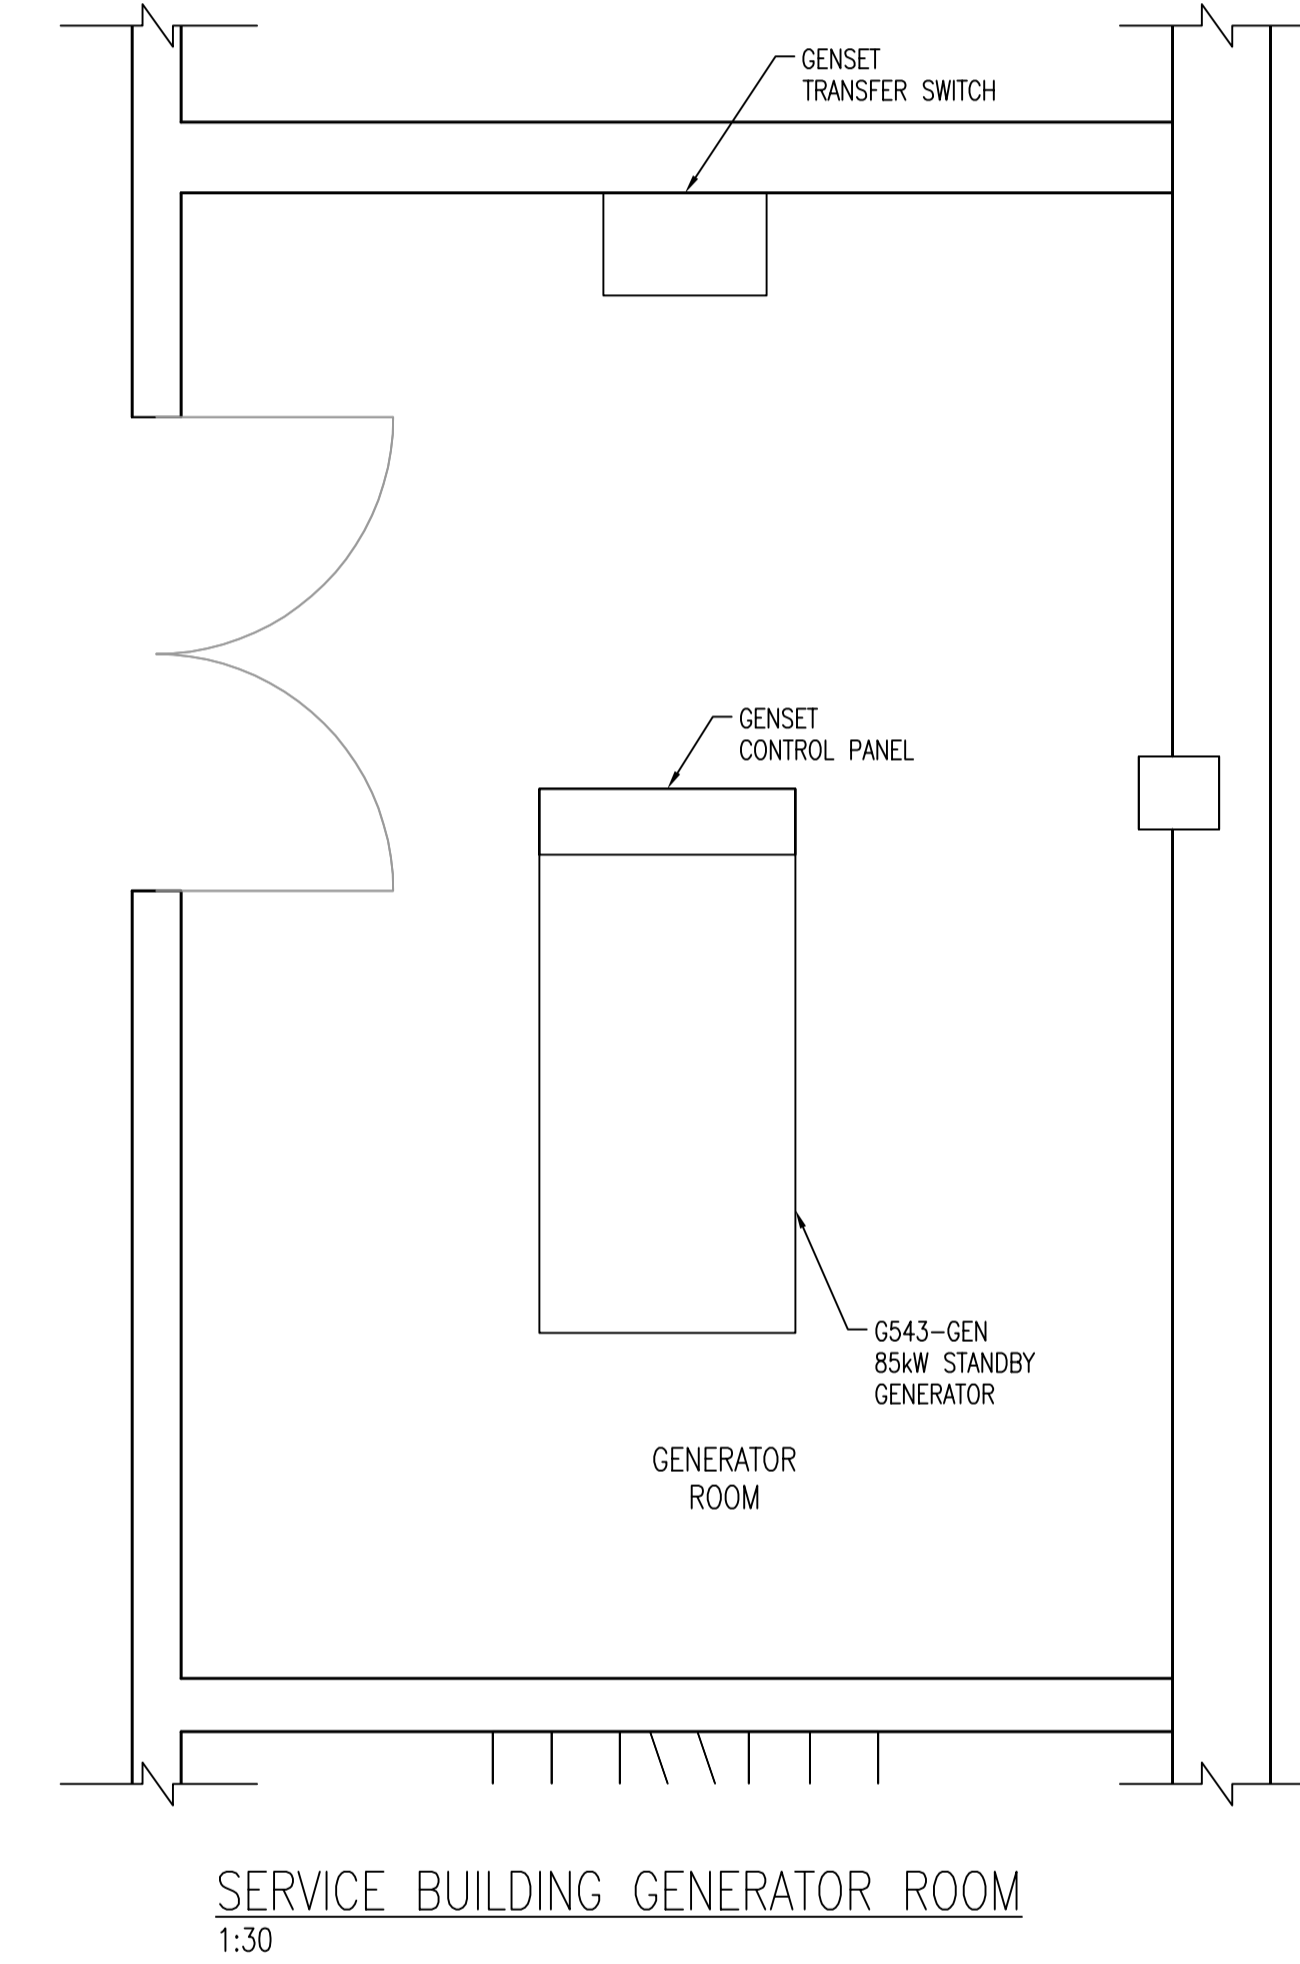 GENSET
TRANSFER SWITCH
GENSET
CONTROL PANEL
G543-GEN
85kW STANDBY
GENERATOR
GENERATOR
ROOM
SERVICE BUILDING GENERATOR ROOM
1:30